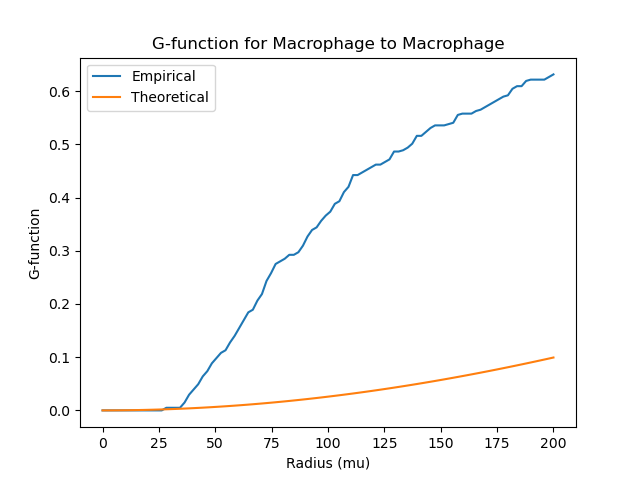 G-function for Macrophage to Macrophage
Empirical
Theoretical
G-function
0.6
0.5
0.4
0.3
0.2
0.1
0.0
0 25 50 75 100 125 150 175 200
Radius (mu)